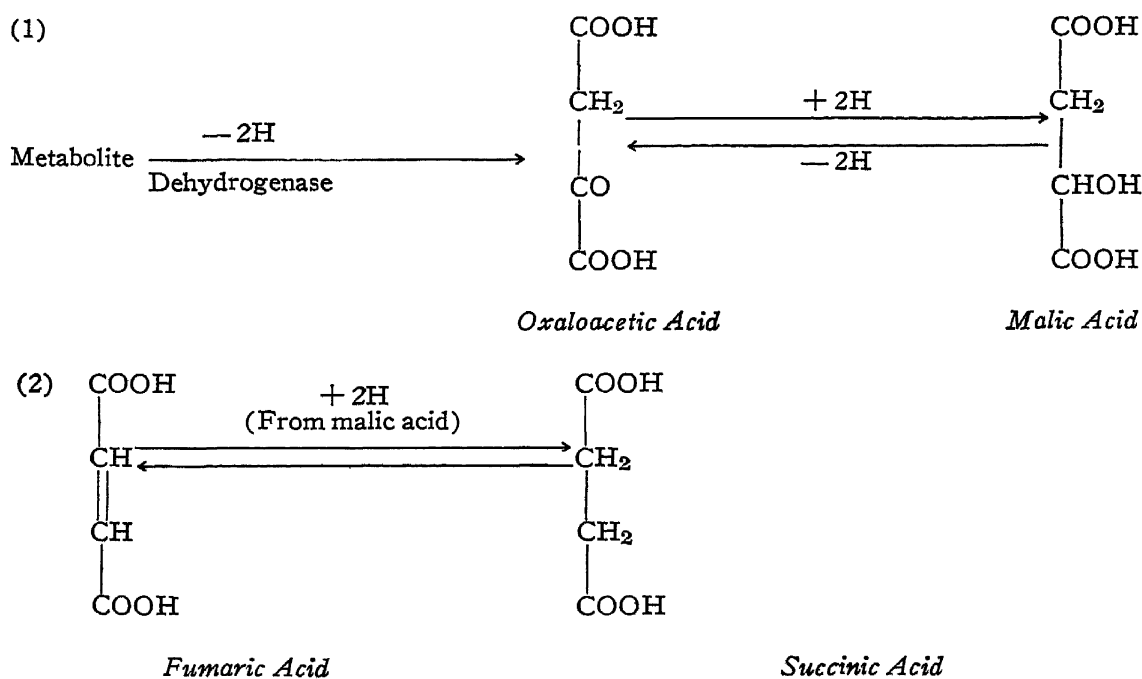 (1)
COOH COOH
CH₂ + 2H CH₂
— 2H
Metabolite — 2H
Dehydrogenase CO CHOH
COOH COOH
Oxaloacetic Acid Malic Acid
(2) COOH + 2H COOH
(From malic acid)
CH CH₂
CH CH₂
COOH COOH
Fumaric Acid Succinic Acid